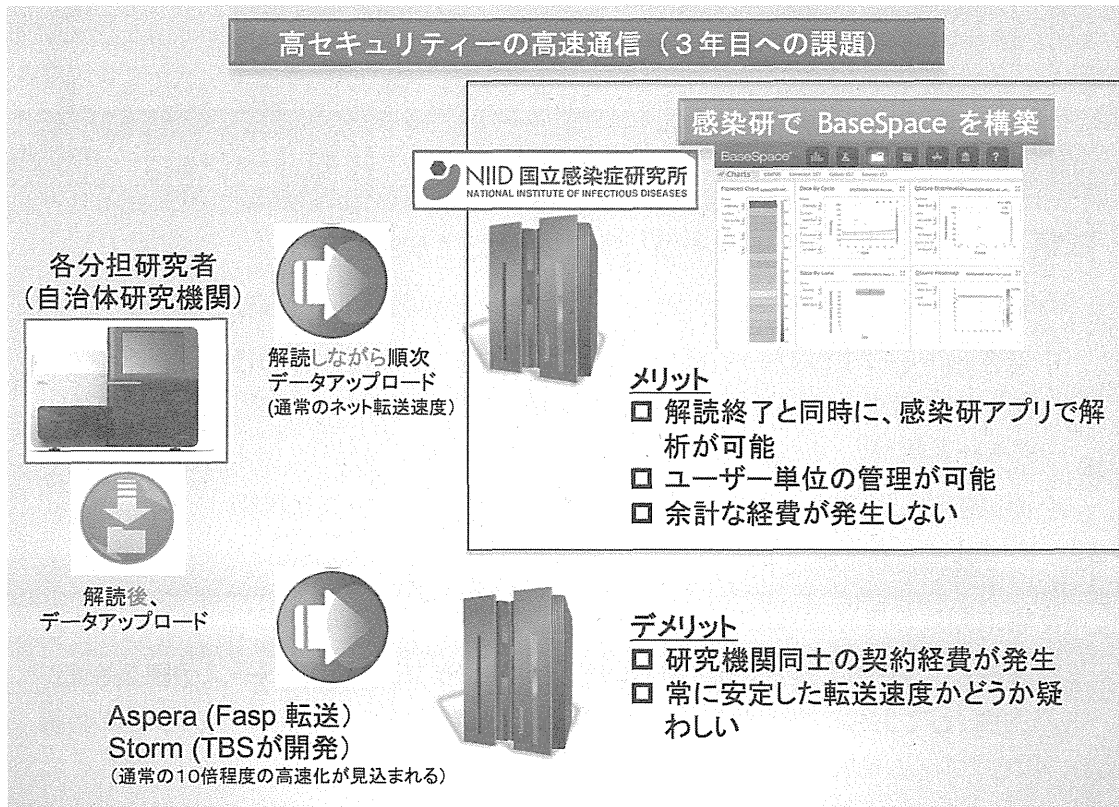 高セキュリティーの高速通信（3年目への課題）
感染研で BaseSpace を構築
NIID 国立感染症研究所
NATIONAL INSTITUTE OF INFECTIOUS DISEASES
BaseSpace
Charts
各分担研究者
（自治体研究機関）
解読しながら順次
データアップロード
(通常のネット転送速度）
メリット
解読終了と同時に、感染研アプリで解
析が可能
ユーザー単位の管理が可能
余計な経費が発生しない
解読後、
データアップロード
Aspera (Fasp 転送）
Storm (TBSが開発）
（通常の10倍程度の高速化が見込まれる）
デメリット
研究機関同士の契約経費が発生
常に安定した転送速度かどうか疑
わしい